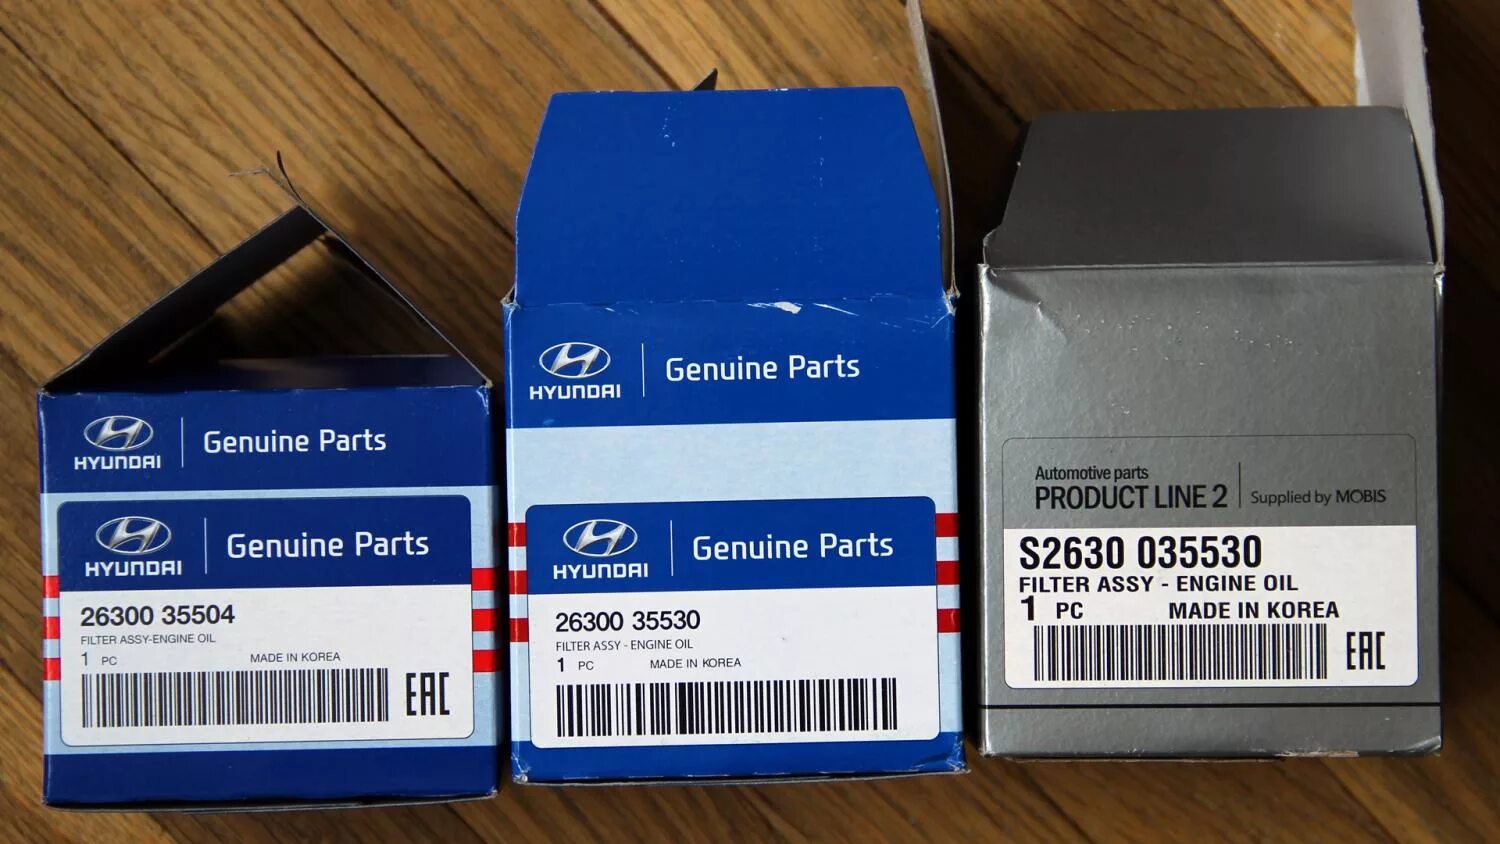 HYUNDAI
Genuine Parts
HYUNDAI
Genuine Parts
26300 35504
FILTER ASSY-ENGINE OIL
1 PC MADE IN KOREA
EAC
HYUNDAI
Genuine Parts
HYUNDAI
Genuine Parts
26300 35530
FILTER ASSY - ENGINE OIL
1 PC MADE IN KOREA
Automotive parts
PRODUCT LINE 2 Supplied by MOBIS
S2630 035530
FILTER ASSY - ENGINE OIL
1 PC MADE IN KOREA
EAC